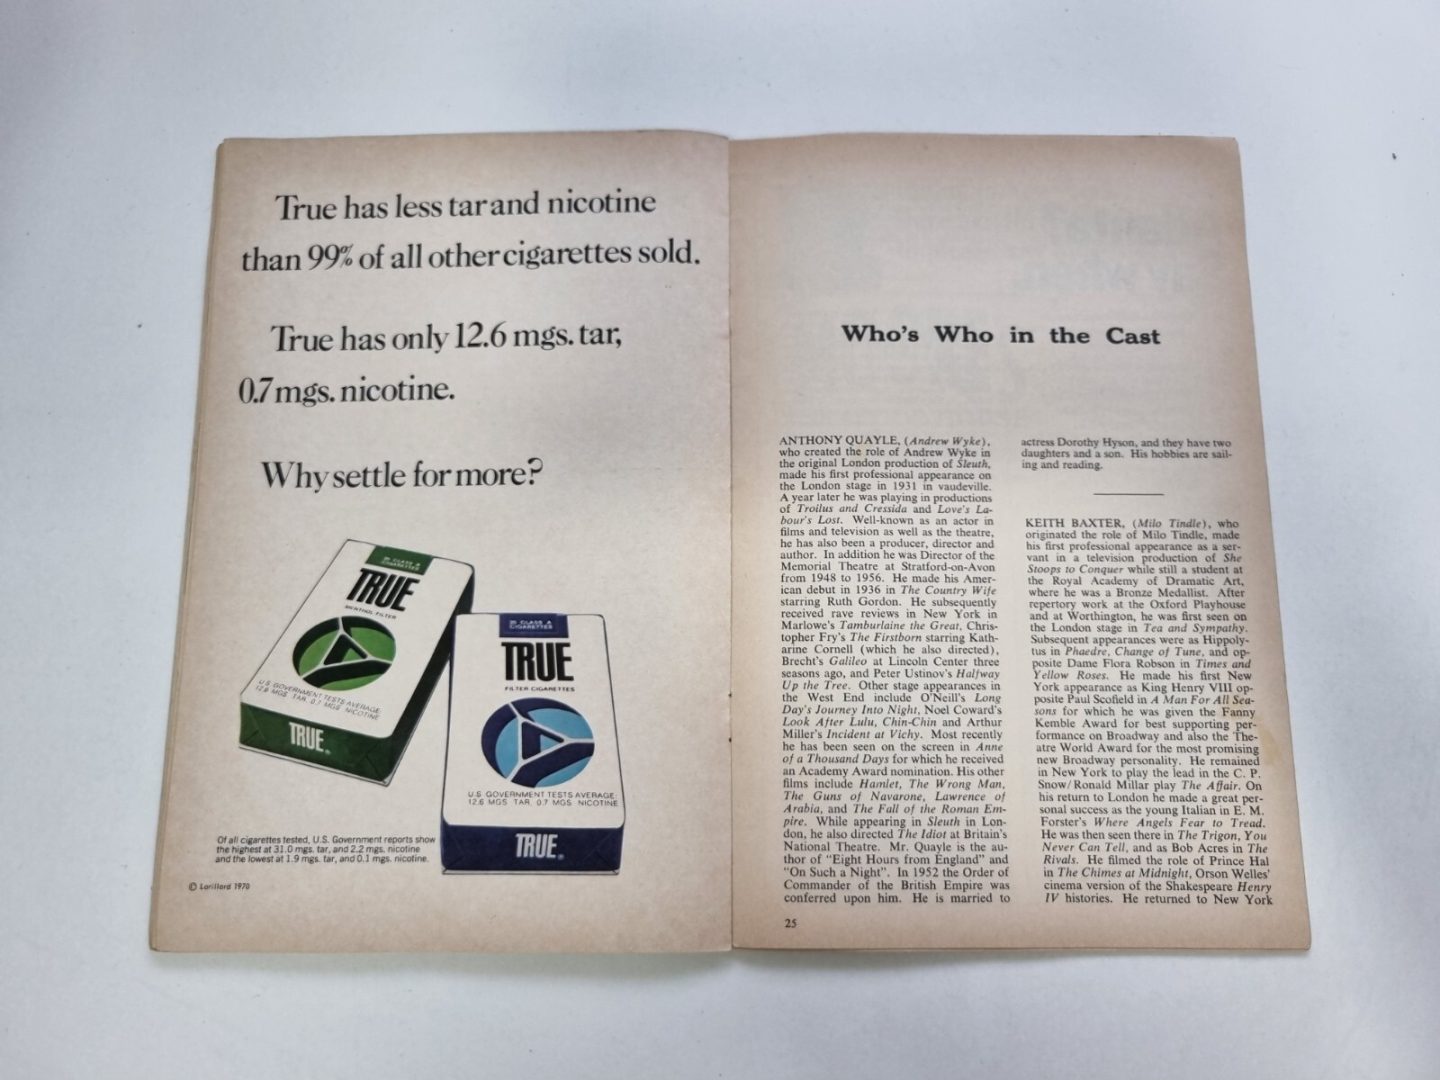 True has less tar and nicotine
than 99% of all other cigarettes sold.
True has only 12.6 mgs. tar,
0.7 mgs. nicotine.
Why settle for more?
20 CLASS A
CIGARETTES
TRUE
MENTHOL FILTER
U.S. GOVERNMENT TESTS AVERAGE
12.6 MGS. TAR, 0.7 MGS. NICOTINE
TRUE®
20 CLASS A
CIGARETTES
TRUE
FILTER CIGARETTES
U.S. GOVERNMENT TESTS AVERAGE
12.6 MGS. TAR, 0.7 MGS. NICOTINE
TRUE®
Of all cigarettes tested, U.S. Government reports show
the highest at 31.0 mgs. tar, and 2.2 mgs. nicotine
and the lowest at 1.9 mgs. tar, and 0.1 mgs. nicotine.
© Lorillard 1970
Who's Who in the Cast
ANTHONY QUAYLE, (Andrew Wyke),
who created the role of Andrew Wyke in
the original London production of Sleuth,
made his first professional appearance on
the London stage in 1931 in vaudeville.
A year later he was playing in productions
of Troilus and Cressida and Love's La-
bour's Lost. Well-known as an actor in
films and television as well as the theatre,
he has also been a producer, director and
author. In addition he was Director of the
Memorial Theatre at Stratford-on-Avon
from 1948 to 1956. He made his Amer-
ican debut in 1936 in The Country Wife
starring Ruth Gordon. He subsequently
received rave reviews in New York in
Marlowe's Tamburlaine the Great, Chris-
topher Fry's The Firstborn starring Kath-
arine Cornell (which he also directed),
Brecht's Galileo at Lincoln Center three
seasons ago, and Peter Ustinov's Halfway
Up the Tree. Other stage appearances in
the West End include O'Neill's Long
Day's Journey Into Night, Noel Coward's
Look After Lulu, Chin-Chin and Arthur
Miller's Incident at Vichy. Most recently
he has been seen on the screen in Anne
of a Thousand Days for which he received
an Academy Award nomination. His other
films include Hamlet, The Wrong Man,
The Guns of Navarone, Lawrence of
Arabia, and The Fall of the Roman Em-
pire. While appearing in Sleuth in Lon-
don, he also directed The Idiot at Britain's
National Theatre. Mr. Quayle is the au-
thor of "Eight Hours from England" and
"On Such a Night". In 1952 the Order of
Commander of the British Empire was
conferred upon him. He is married to
actress Dorothy Hyson, and they have two
daughters and a son. His hobbies are sail-
ing and reading.
KEITH BAXTER, (Milo Tindle), who
originated the role of Milo Tindle, made
his first professional appearance as a ser-
vant in a television production of She
Stoops to Conquer while still a student at
the Royal Academy of Dramatic Art,
where he was a Bronze Medallist. After
repertory work at the Oxford Playhouse
and at Worthington, he was first seen on
the London stage in Tea and Sympathy.
Subsequent appearances were as Hippoly-
tus in Phaedre, Change of Tune, and op-
posite Dame Flora Robson in Times and
Yellow Roses. He made his first New
York appearance as King Henry VIII op-
posite Paul Scofield in A Man For All Sea-
sons for which he was given the Fanny
Kemble Award for best supporting per-
formance on Broadway and also the The-
atre World Award for the most promising
new Broadway personality. He remained
in New York to play the lead in the C. P.
Snow/Ronald Millar play The Affair. On
his return to London he made a great per-
sonal success as the young Italian in E. M.
Forster's Where Angels Fear to Tread.
He was then seen there in The Trigon, You
Never Can Tell, and as Bob Acres in The
Rivals. He filmed the role of Prince Hal
in The Chimes at Midnight, Orson Welles'
cinema version of the Shakespeare Henry
IV histories. He returned to New York
25